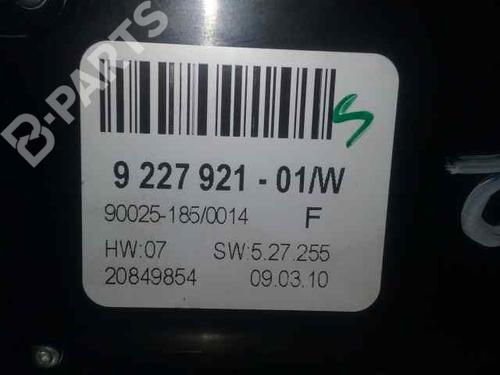 B-PARTS
9 227 921 - 01/W
90025-185/0014 F
HW:07 SW:5.27.255
20849854 09.03.10